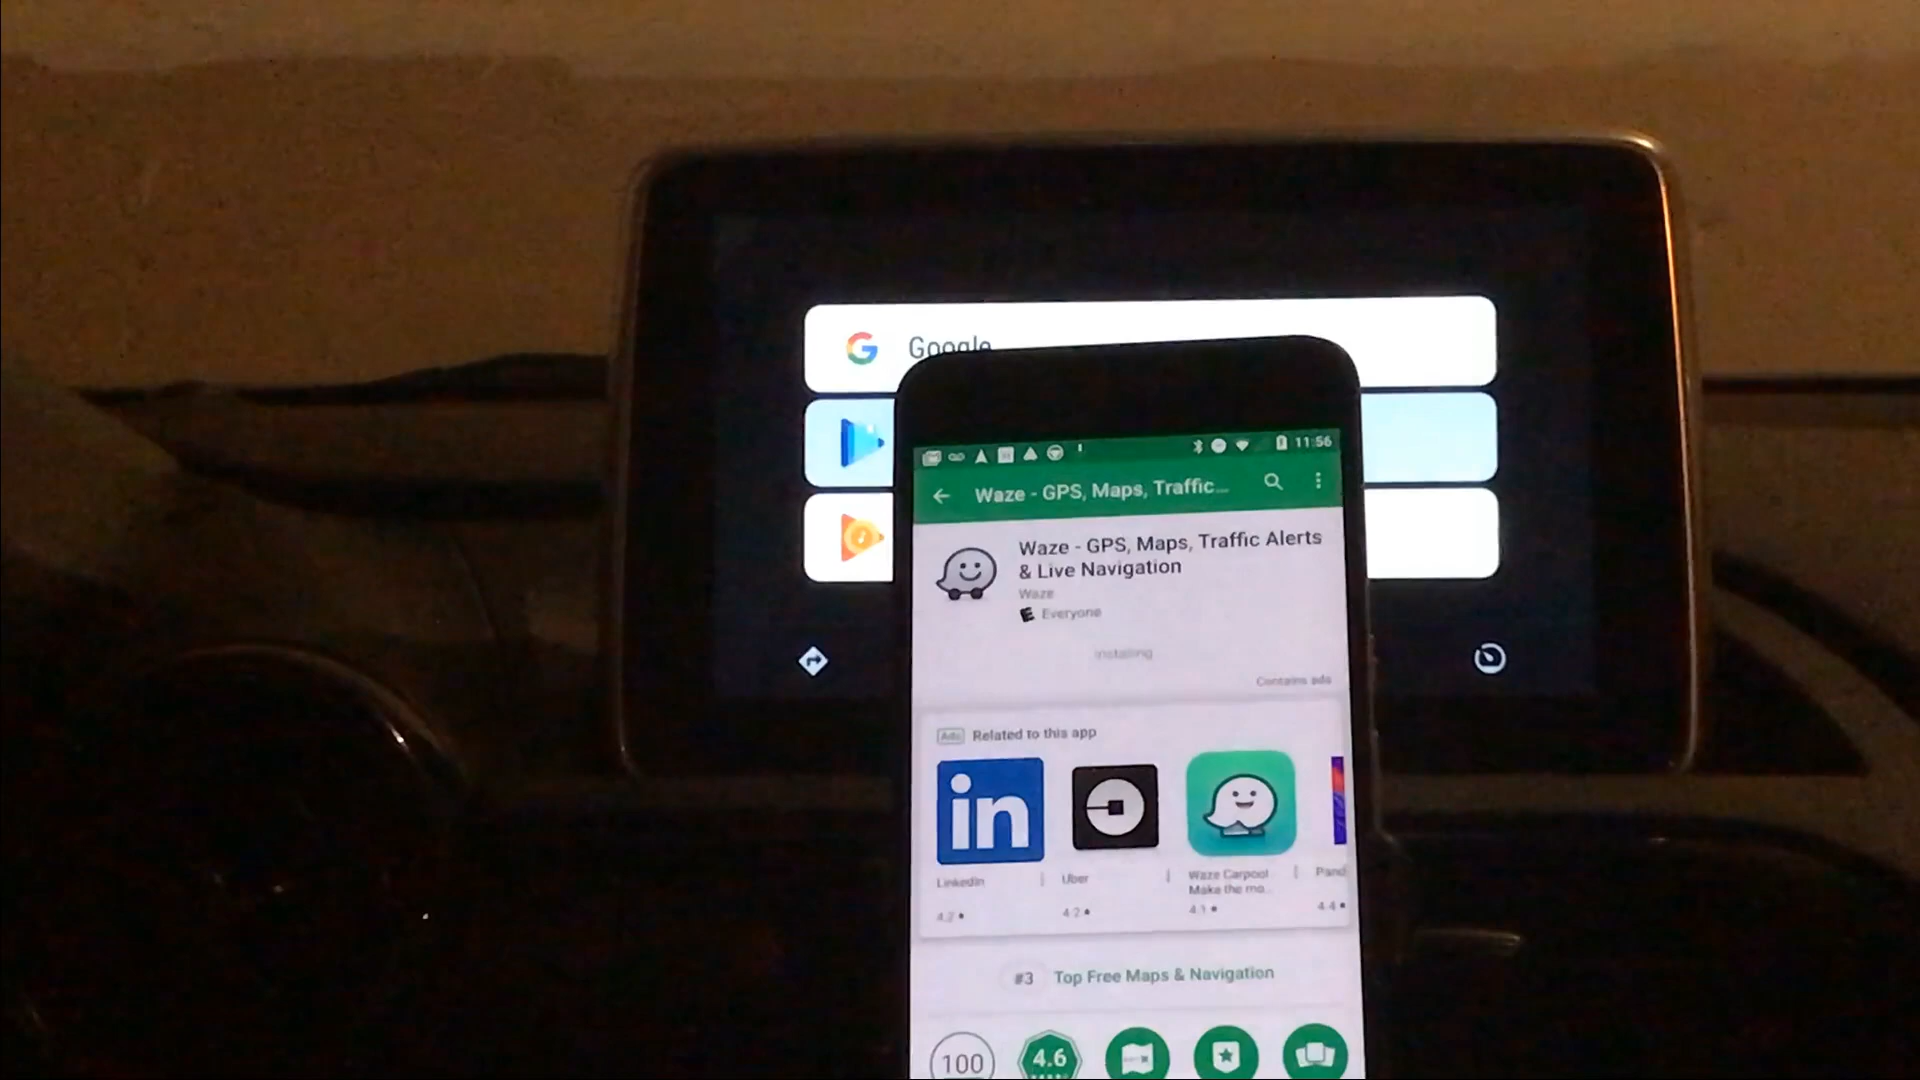 Google
11:56
Waze - GPS, Maps, Traffic...
Waze - GPS, Maps, Traffic Alerts
& Live Navigation
Waze
E Everyone
Installing
Contains ads
Ads Related to this app
in
LinkedIn
4.2
Uber
4.2
Waze Carpool
Make the mo...
4.1
Pand
4.4
#3 Top Free Maps & Navigation
100
4.6